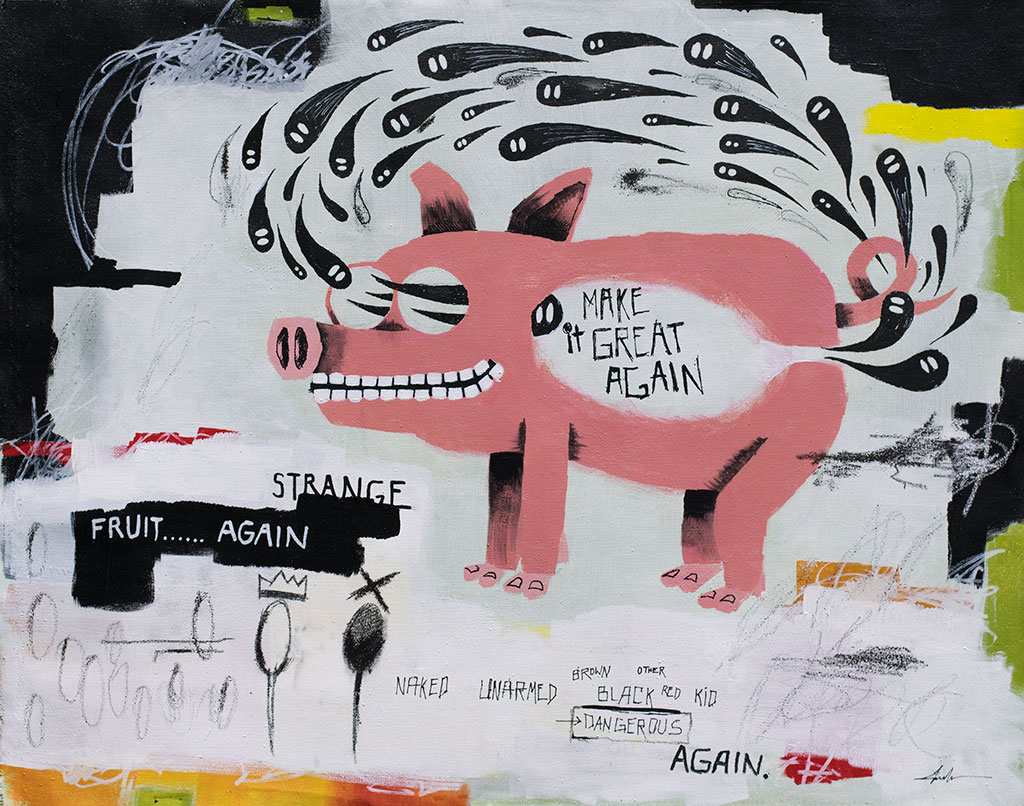 MAKE
it GREAT
AGAIN
STRANGE
FRUIT...... AGAIN
BROWN OTHER
NAKED UNARMED BLACK RED KID
DANGEROUS
AGAIN.